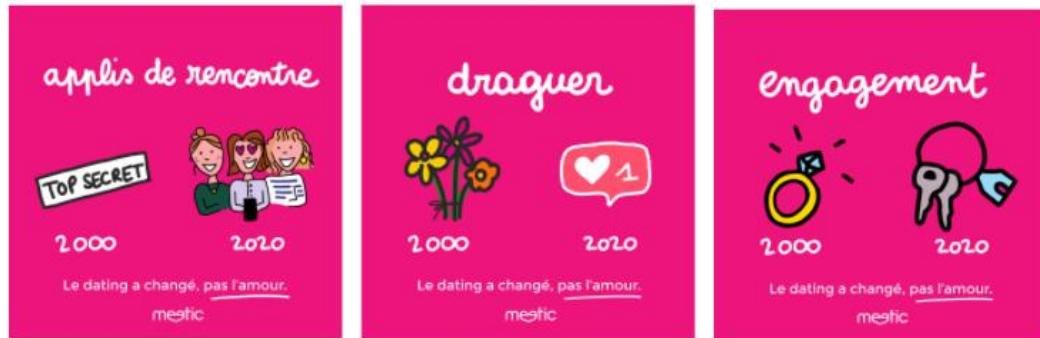 applis de rencontre
TOP SECRET
2000
2020
Le dating a changé, pas l'amour.
meetic
draguer
1
2000
2020
Le dating a changé, pas l'amour.
meetic
engagement
2000
2020
Le dating a changé, pas l'amour.
meetic